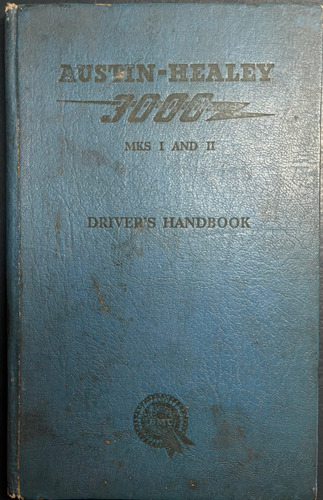 AUSTIN-HEALEY
3000
MKS I AND II
DRIVER'S HANDBOOK